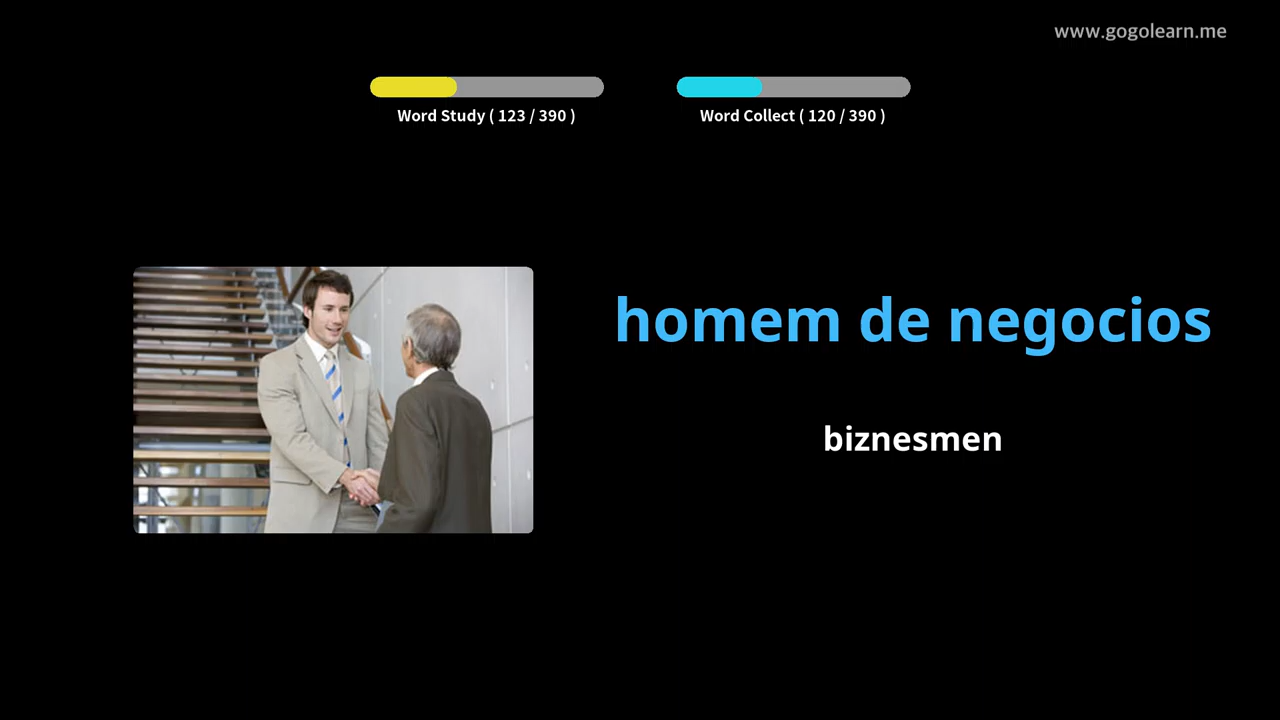 www.gogolearn.me
Word Study ( 123 / 390 )
Word Collect ( 120 / 390 )
homem de negocios
biznesmen